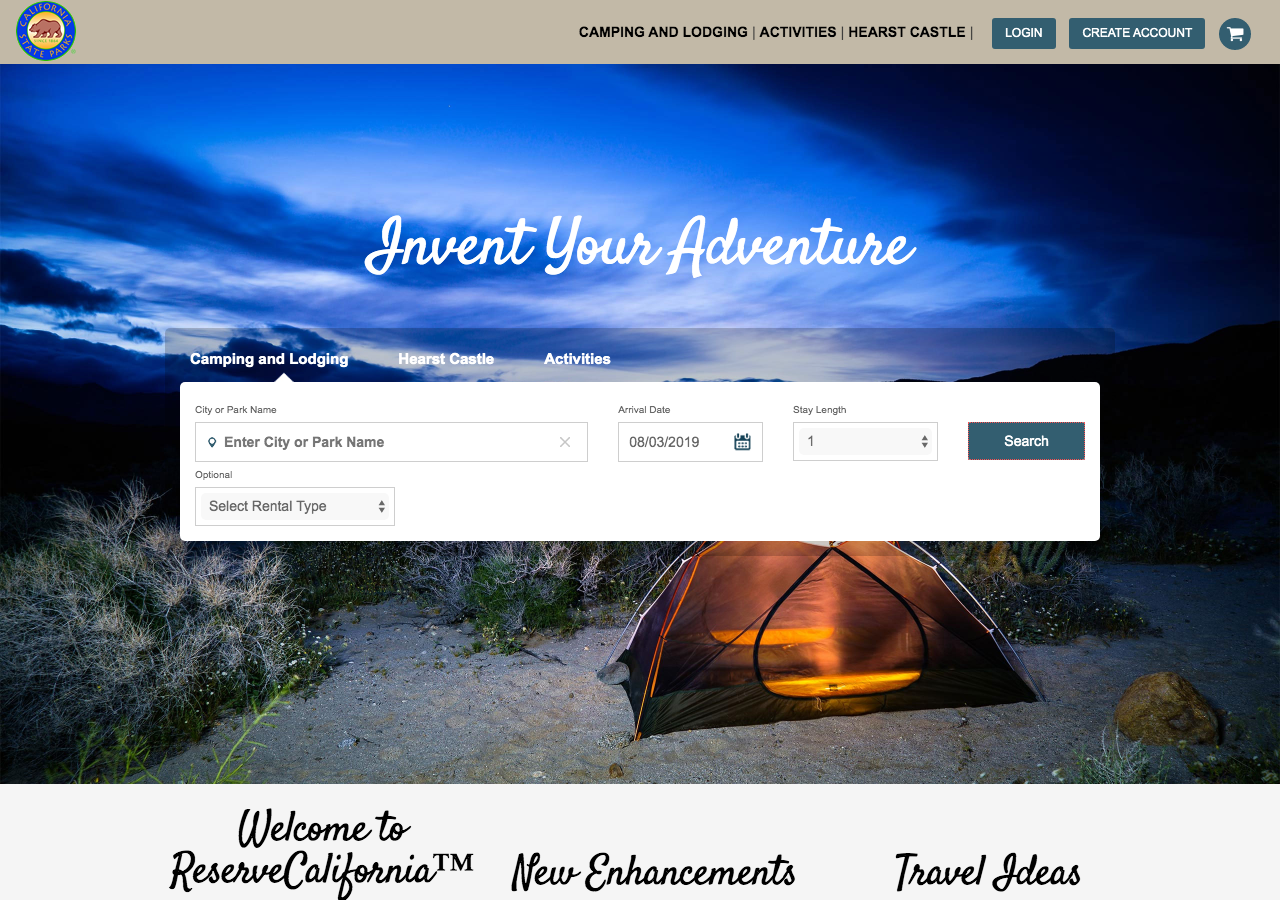 CALIFORNIA
SINCE 1864
STATE PARKS
CAMPING AND LODGING | ACTIVITIES | HEARST CASTLE |
LOGIN
CREATE ACCOUNT
Invent Your Adventure
Camping and Lodging
Hearst Castle
Activities
City or Park Name
Arrival Date
Stay Length
Enter City or Park Name
08/03/2019
1
Search
Optional
Select Rental Type
Welcome to
ReserveCalifornia™
New Enhancements
Travel Ideas